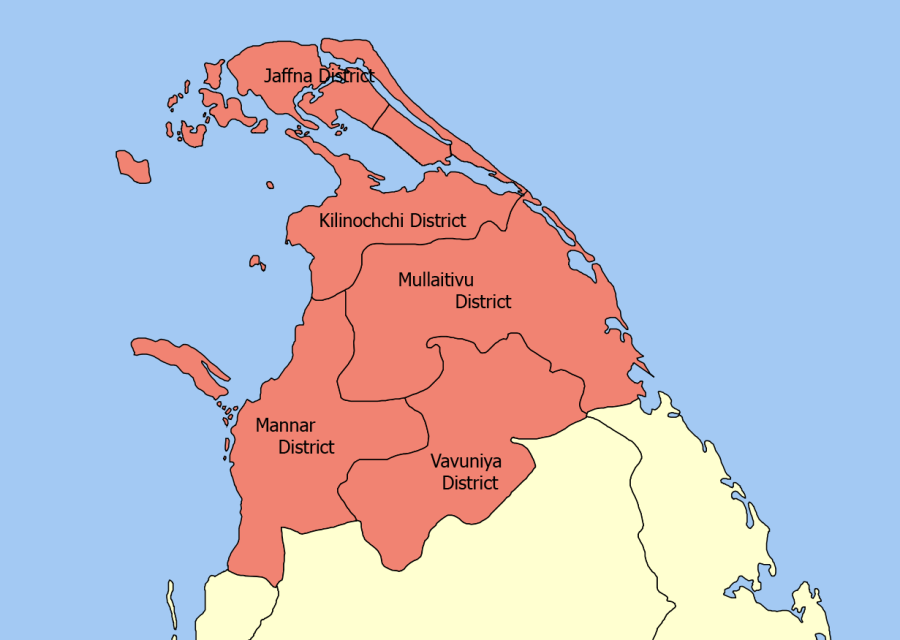 Jaffna District
Kilinochchi District
Mullaitivu
District
Mannar
District
Vavuniya
District